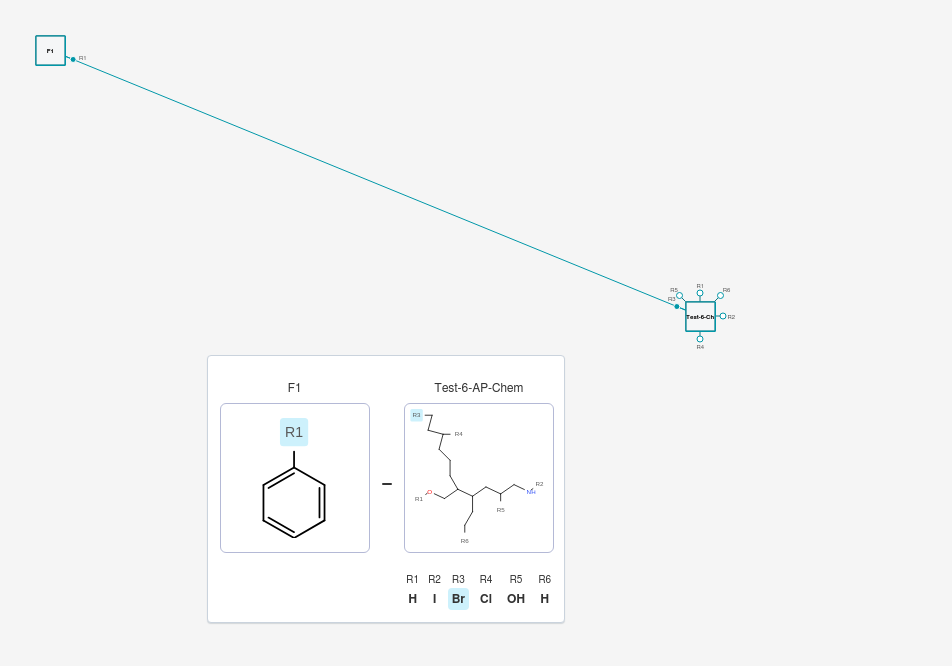 F1
R1
R5
R1
R6
R3
Test-6-Ch
R2
R4
F1
Test-6-AP-Chem
R1
R3
R4
R2
NH
O
R1
R5
R6
R1 R2 R3 R4 R5 R6
H I Br Cl OH H